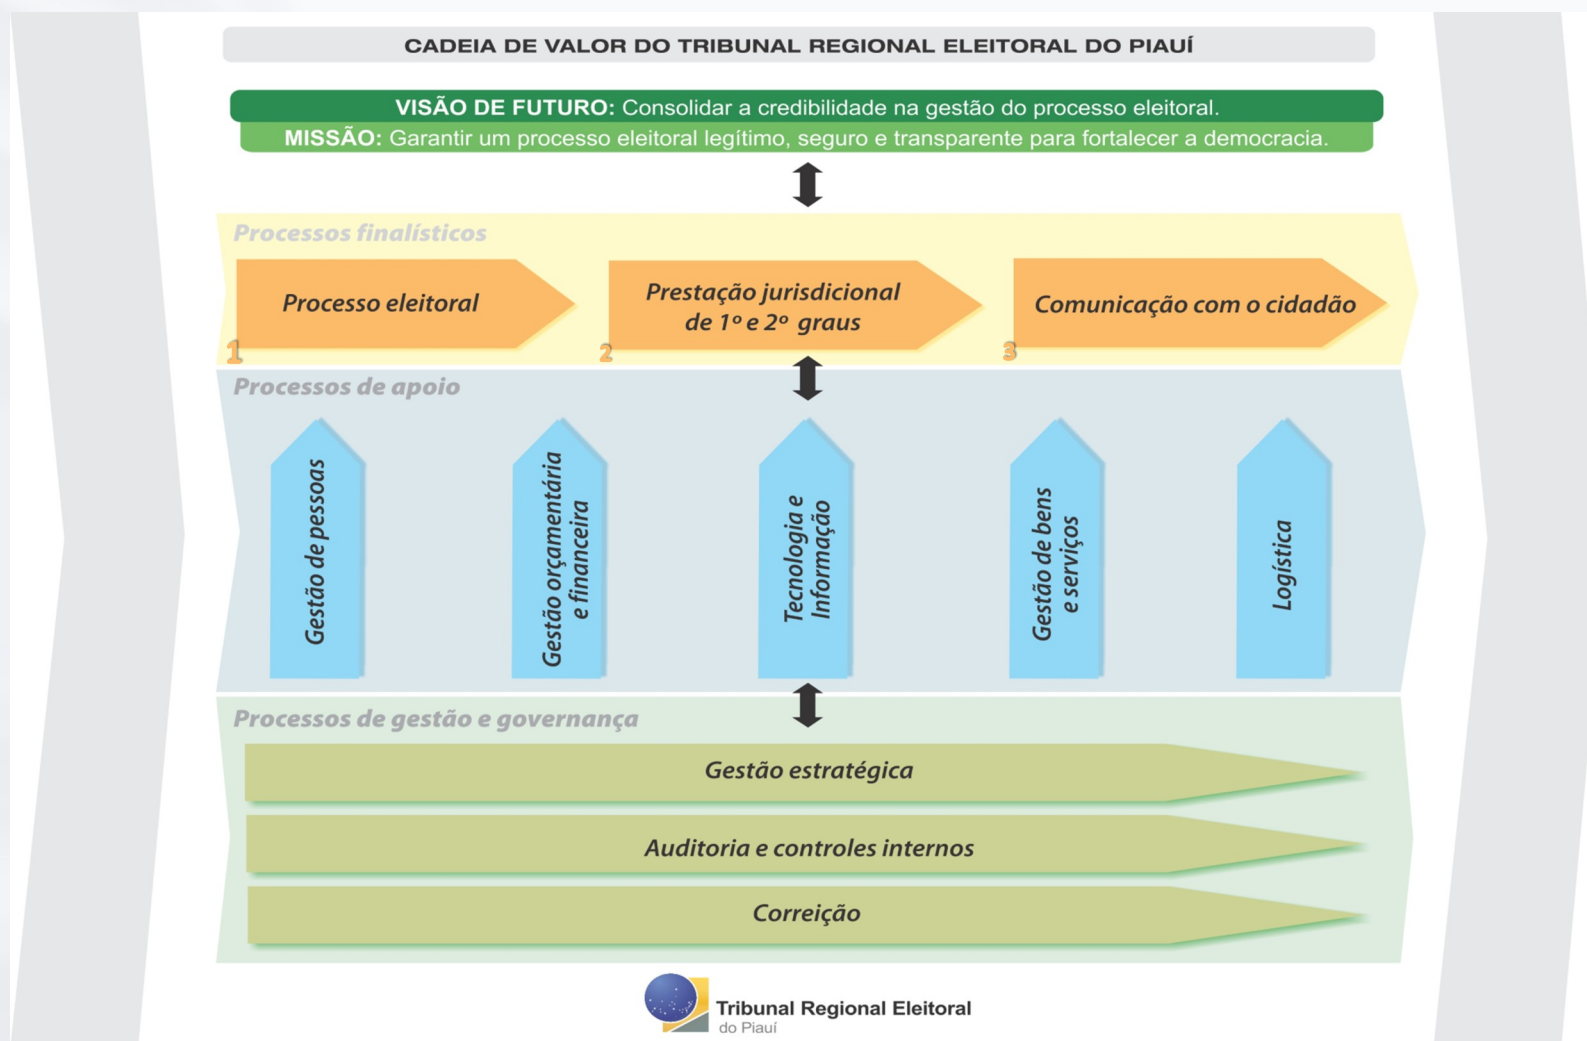 CADEIA DE VALOR DO TRIBUNAL REGIONAL ELEITORAL DO PIAUÍ
VISÃO DE FUTURO: Consolidar a credibilidade na gestão do processo eleitoral.
MISSÃO: Garantir um processo eleitoral legítimo, seguro e transparente para fortalecer a democracia.
Processos finalísticos
Processo eleitoral
1
Prestação jurisdicional
de 1º e 2º graus
2
Comunicação com o cidadão
3
Processos de apoio
Gestão de pessoas
Gestão orçamentária
e financeira
Tecnologia e
Informação
Gestão de bens
e serviços
Logística
Processos de gestão e governança
Gestão estratégica
Auditoria e controles internos
Correição
Tribunal Regional Eleitoral
do Piauí